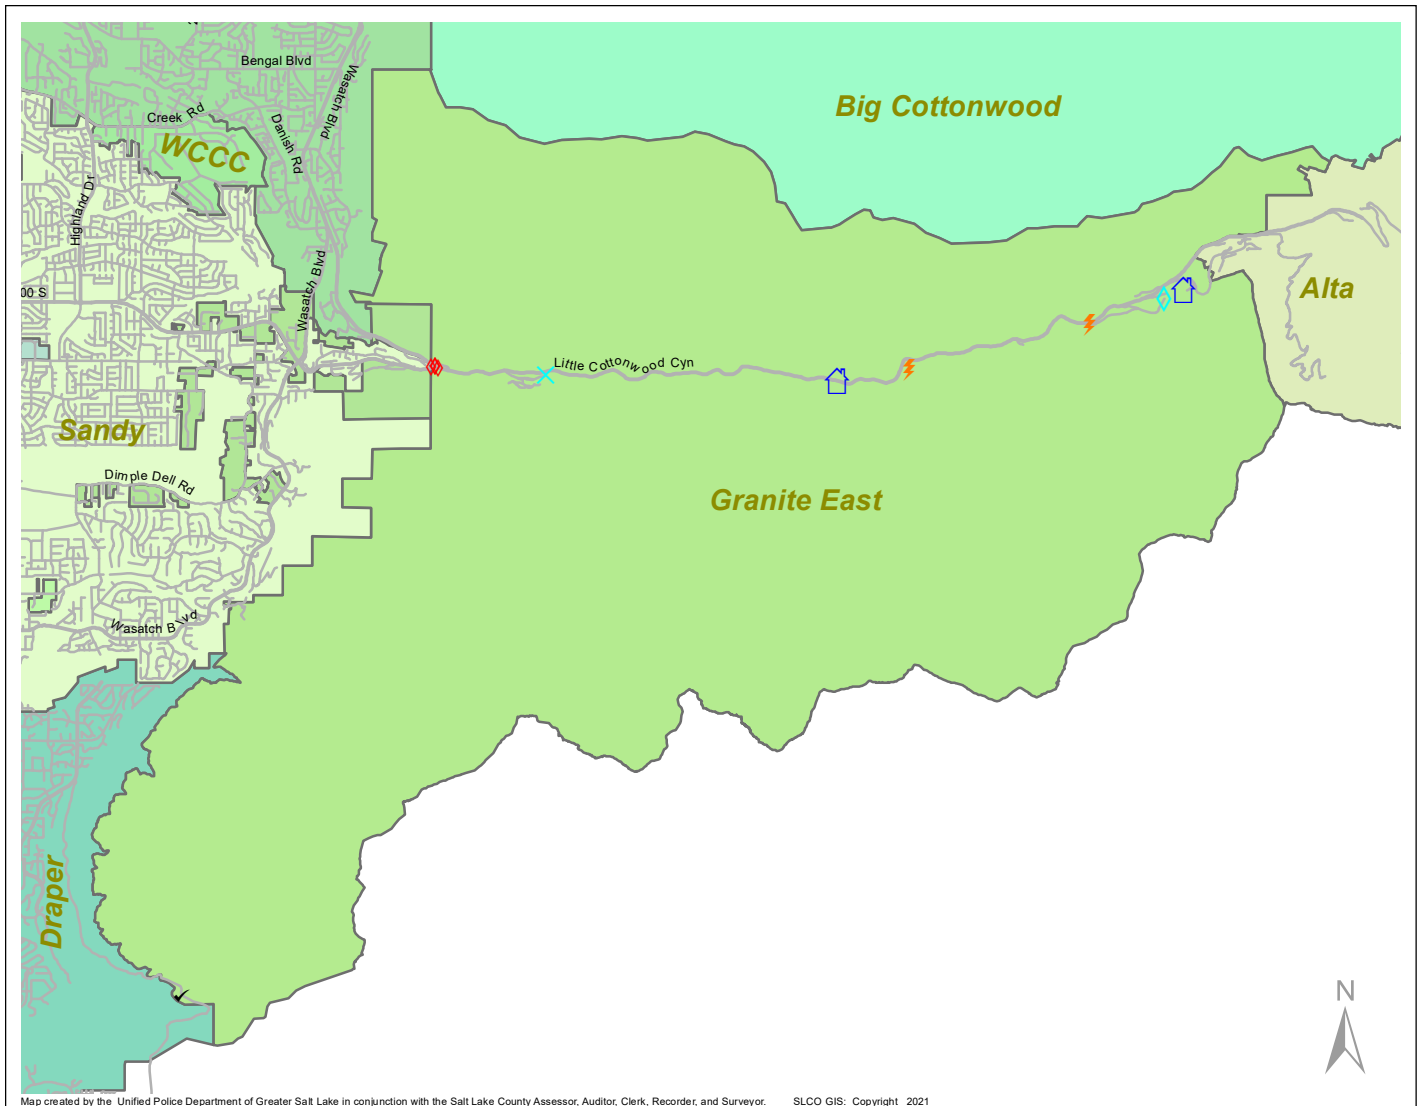 Bengal Blvd
Wasatch Blvd
Big Cottonwood
Creek Rd
Danish Rd
WCCC
Highland Dr
Wasatch Blvd
00 S
Alta
Little Cottonwood Cyn
Sandy
Dimple Dell Rd
Granite East
Wasatch Blvd
Draper
N
Map created by the Unified Police Department of Greater Salt Lake in conjunction with the Salt Lake County Assessor, Auditor, Clerk, Recorder, and Surveyor. SLCO GIS: Copyright 2021